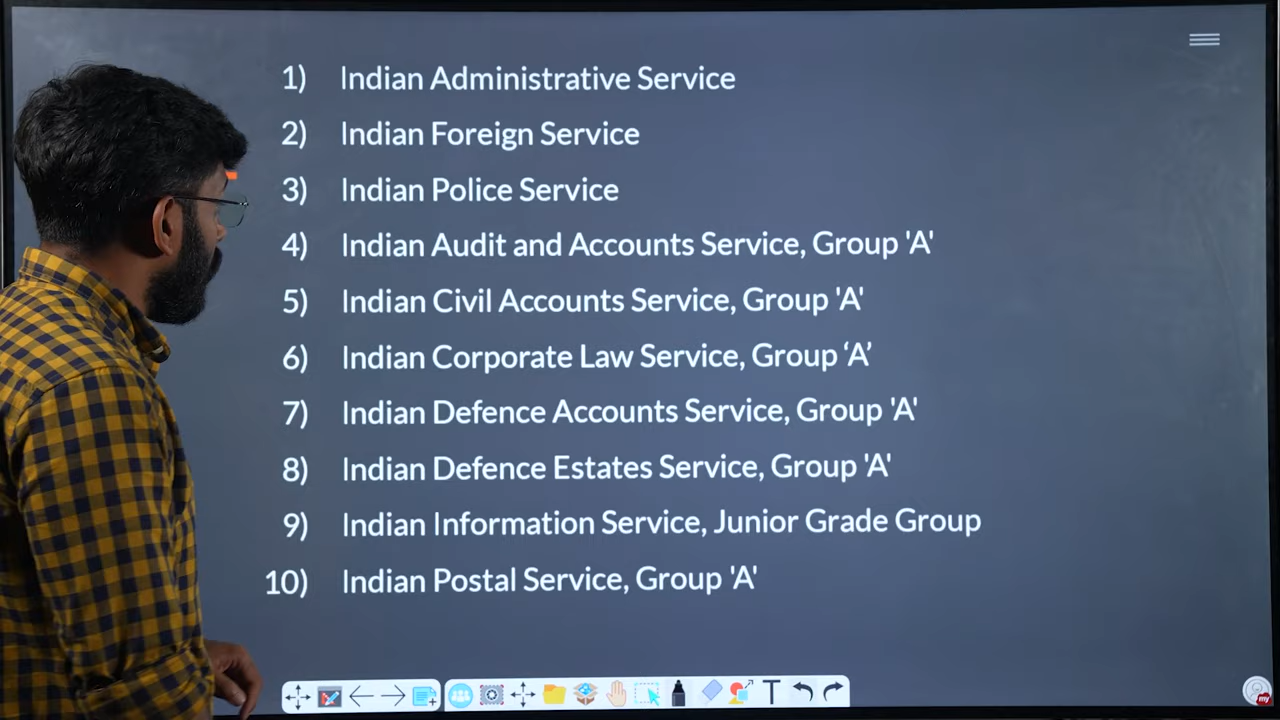 1) Indian Administrative Service
2) Indian Foreign Service
3) Indian Police Service
4) Indian Audit and Accounts Service, Group 'A'
5) Indian Civil Accounts Service, Group 'A'
6) Indian Corporate Law Service, Group ‘A’
7) Indian Defence Accounts Service, Group 'A'
8) Indian Defence Estates Service, Group 'A'
9) Indian Information Service, Junior Grade Group
10) Indian Postal Service, Group 'A'
T
my